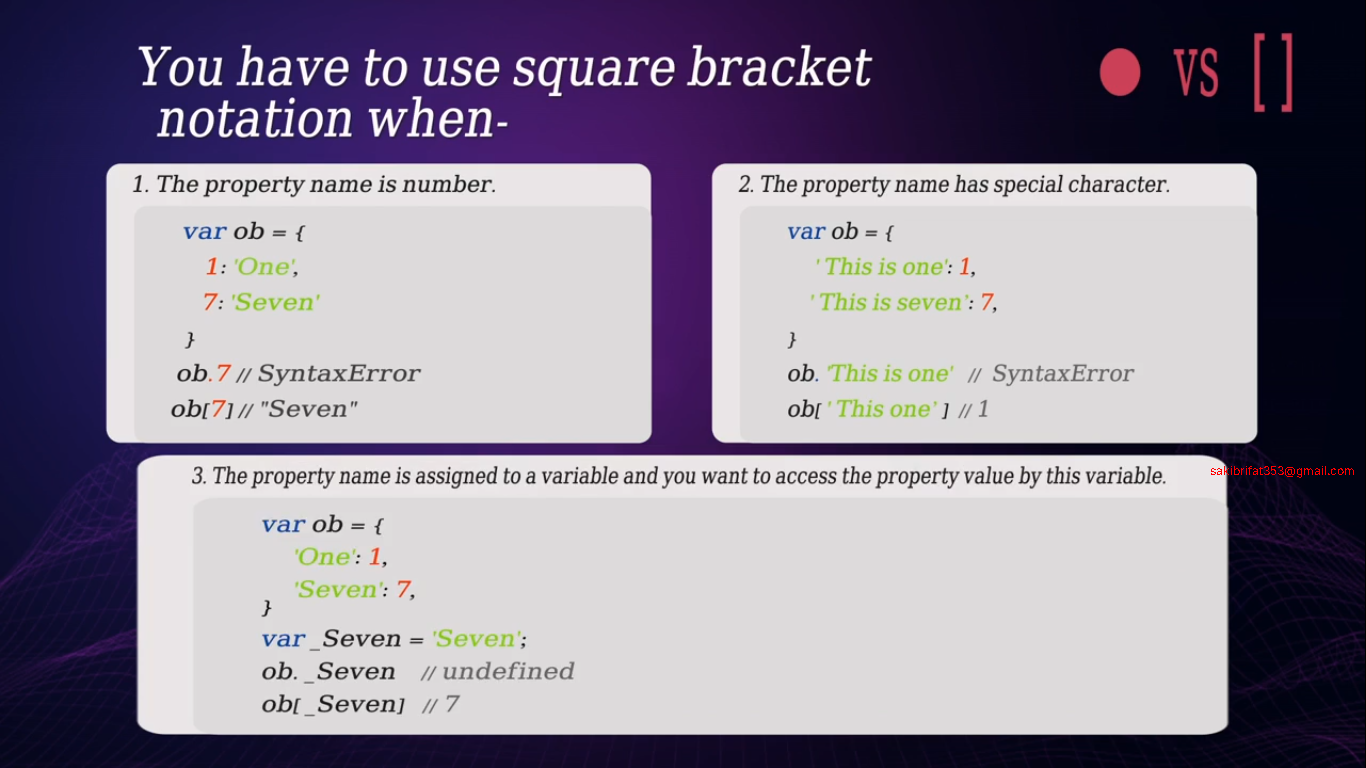 You have to use square bracket
notation when-
● VS [ ]
1. The property name is number.
var ob = {
1: 'One',
7: 'Seven'
}
ob.7 // SyntaxError
ob[7] // "Seven"
2. The property name has special character.
var ob = {
' This is one': 1,
' This is seven': 7,
}
ob. 'This is one' // SyntaxError
ob[ ' This one' ] // 1
3. The property name is assigned to a variable and you want to access the property value by this variable.
sakibrifat353@gmail.com
var ob = {
'One': 1,
'Seven': 7,
}
var _Seven = 'Seven';
ob. _Seven // undefined
ob[ _Seven] // 7